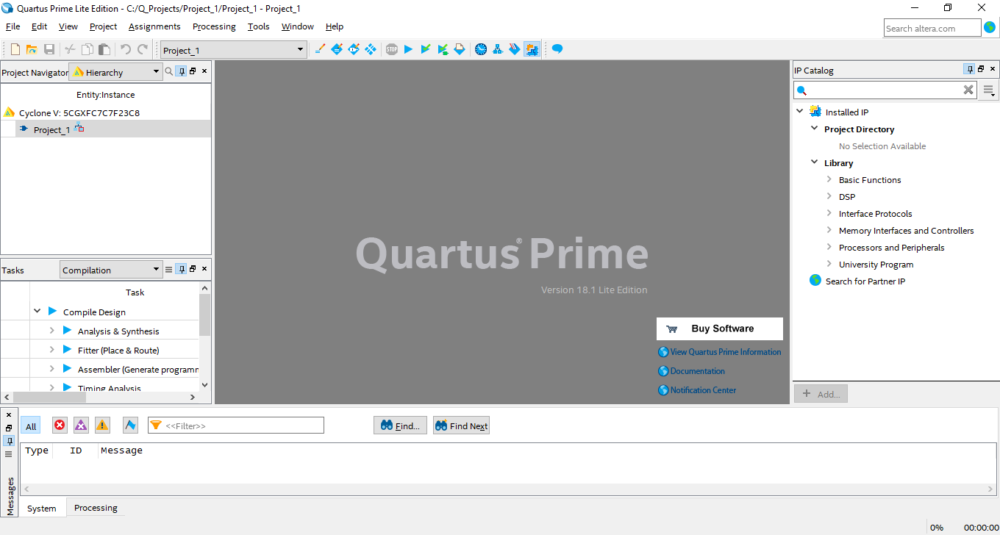 Quartus Prime Lite Edition - C:/Q_Projects/Project_1/Project_1 - Project_1
File Edit View Project Assignments Processing Tools Window Help
Search altera.com
Project_1
STOP
Project Navigator Hierarchy
Entity:Instance
Cyclone V: 5CGXFC7C7F23C8
Project_1
Tasks Compilation
Task
Compile Design
Analysis & Synthesis
Fitter (Place & Route)
Assembler (Generate programm
Timing Analysis
Quartus® Prime
Version 18.1 Lite Edition
Buy Software
View Quartus Prime Information
Documentation
Notification Center
IP Catalog
Installed IP
Project Directory
No Selection Available
Library
Basic Functions
DSP
Interface Protocols
Memory Interfaces and Controllers
Processors and Peripherals
University Program
Search for Partner IP
+ Add...
Messages
All <<Filter>> Find... Find Next
Type ID Message
System Processing
0% 00:00:00